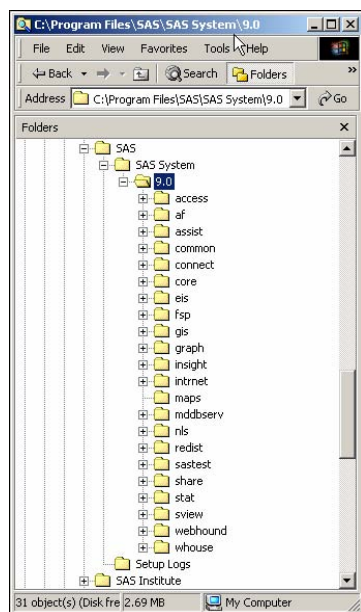 C:\Program Files\SAS\SAS System\9.0
File Edit View Favorites Tools Help
Back Search Folders »
Address C:\Program Files\SAS\SAS System\9.0 Go
Folders
SAS
SAS System
9.0
access
af
assist
common
connect
core
eis
fsp
gis
graph
insight
intrnet
maps
mddbserv
nls
redist
sastest
share
stat
sview
webhound
whouse
Setup Logs
SAS Institute
31 object(s) (Disk fre 2.69 MB My Computer